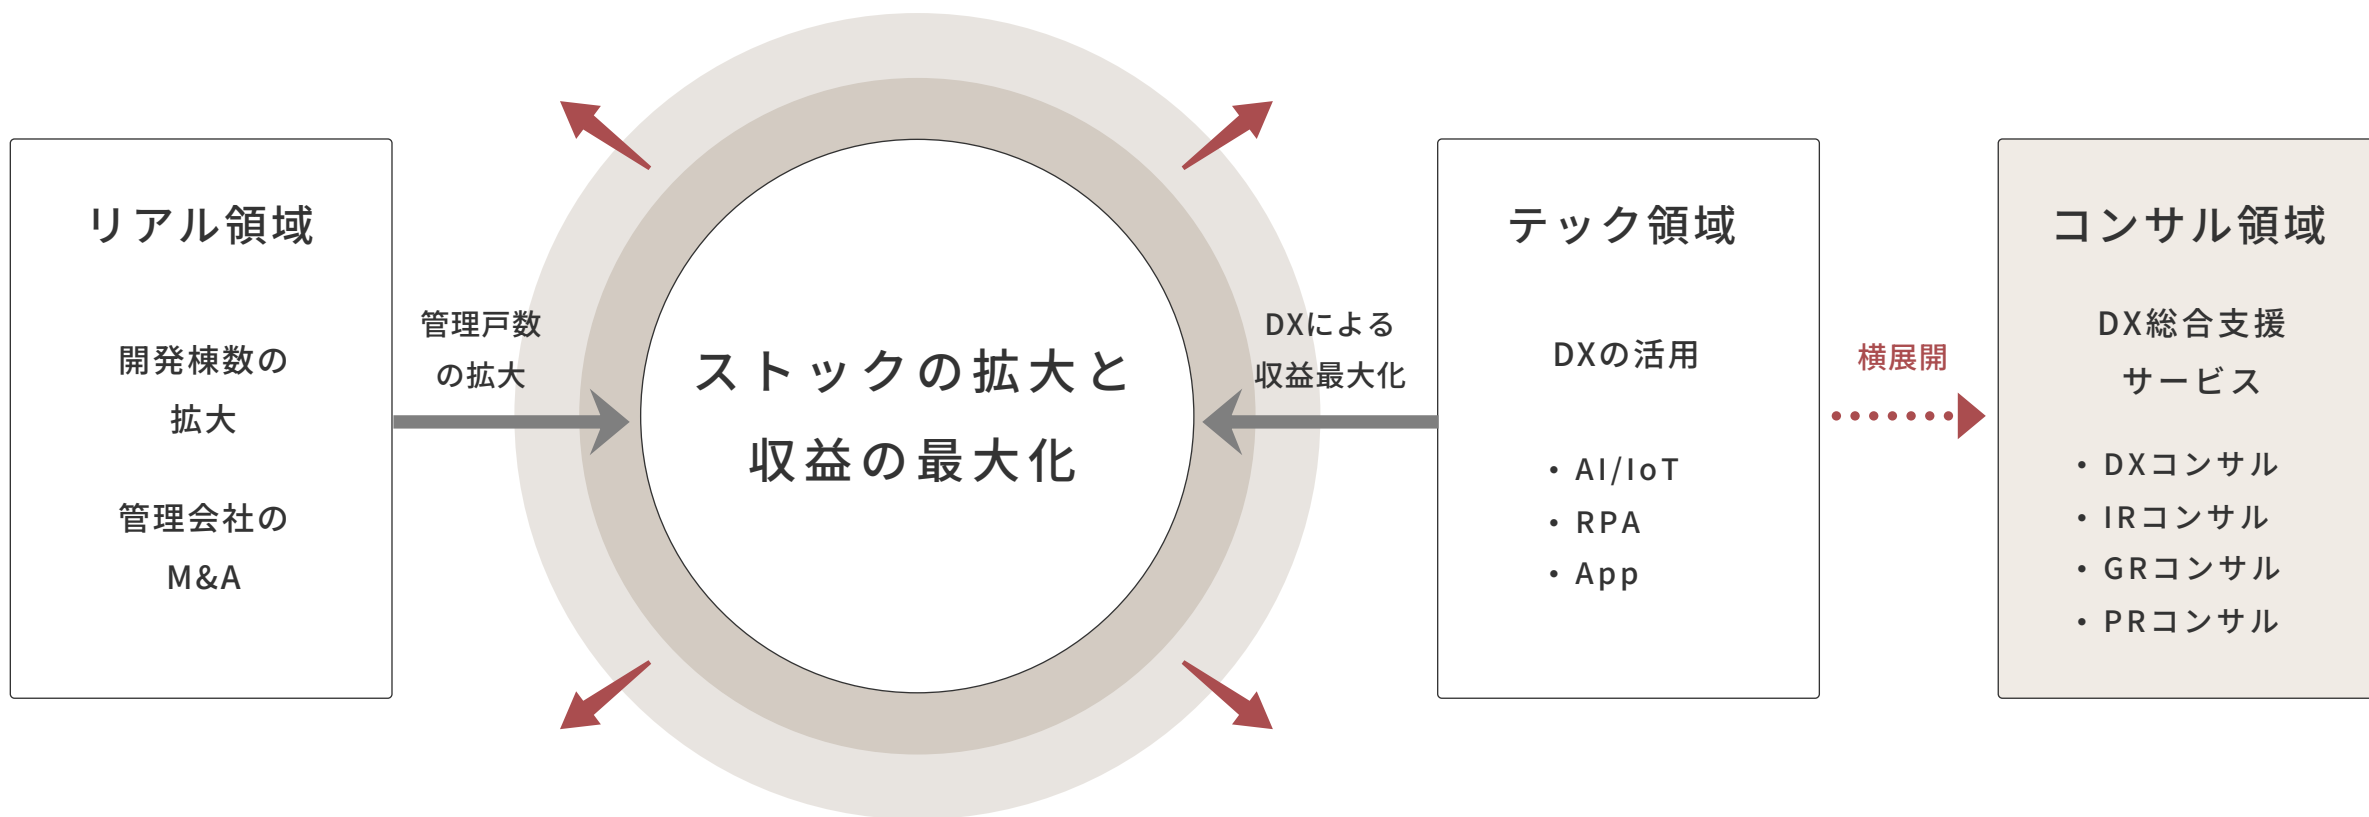 リアル領域
開発棟数の
拡大
管理会社の
M&A
管理戸数
の拡大
ストックの拡大と
収益の最大化
DXによる
収益最大化
テック領域
DXの活用
・AI/IoT
・RPA
・App
横展開
コンサル領域
DX総合支援
サービス
・DXコンサル
・IRコンサル
・GRコンサル
・PRコンサル